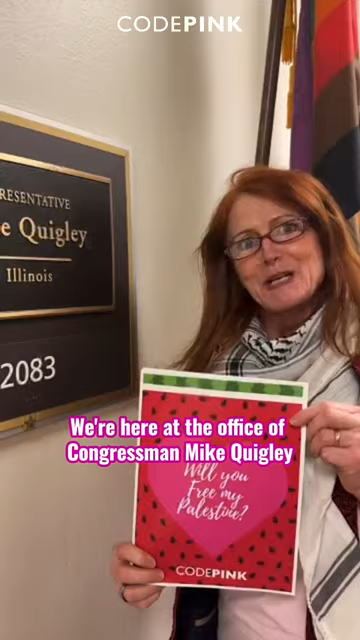 CODEPINK
RESENTATIVE
e Quigley
Illinois
2083
We're here at the office of
Congressman Mike Quigley
Will you
Free my
Palestine?
CODEPINK